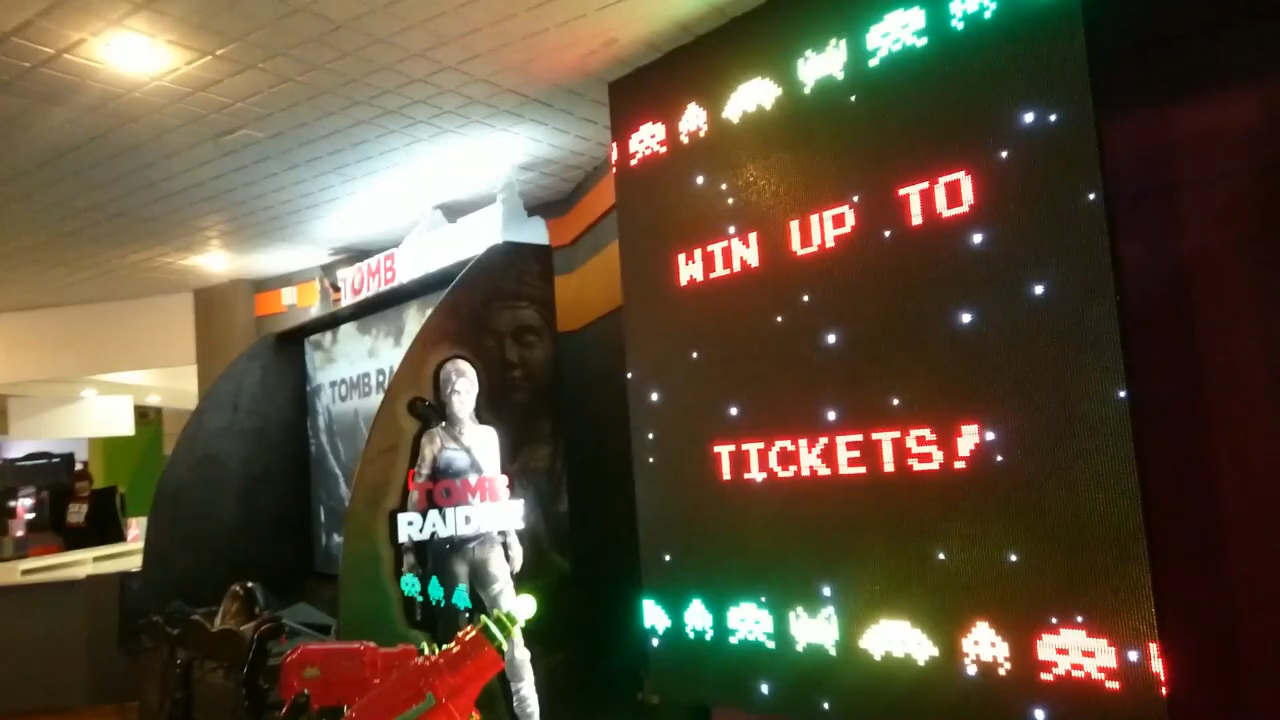 TOMB
TOMB RA
TOMB
RAIDER
WIN UP TO
TICKETS!